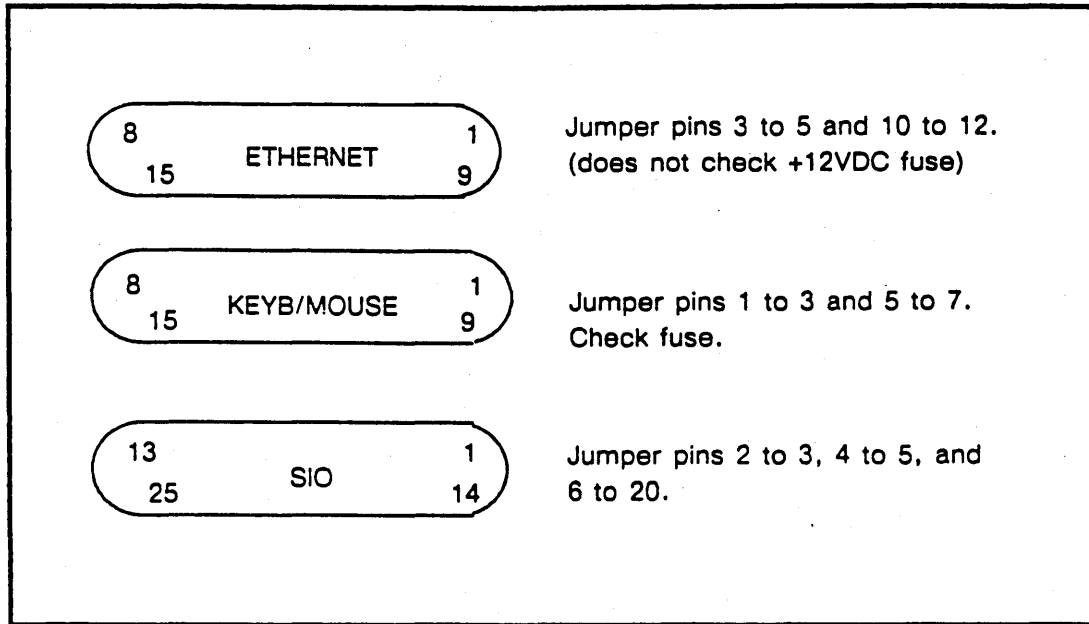 8 1
ETHERNET
15 9
Jumper pins 3 to 5 and 10 to 12.
(does not check +12VDC fuse)
8 1
KEYB/MOUSE
15 9
Jumper pins 1 to 3 and 5 to 7.
Check fuse.
13 1
SIO
25 14
Jumper pins 2 to 3, 4 to 5, and
6 to 20.